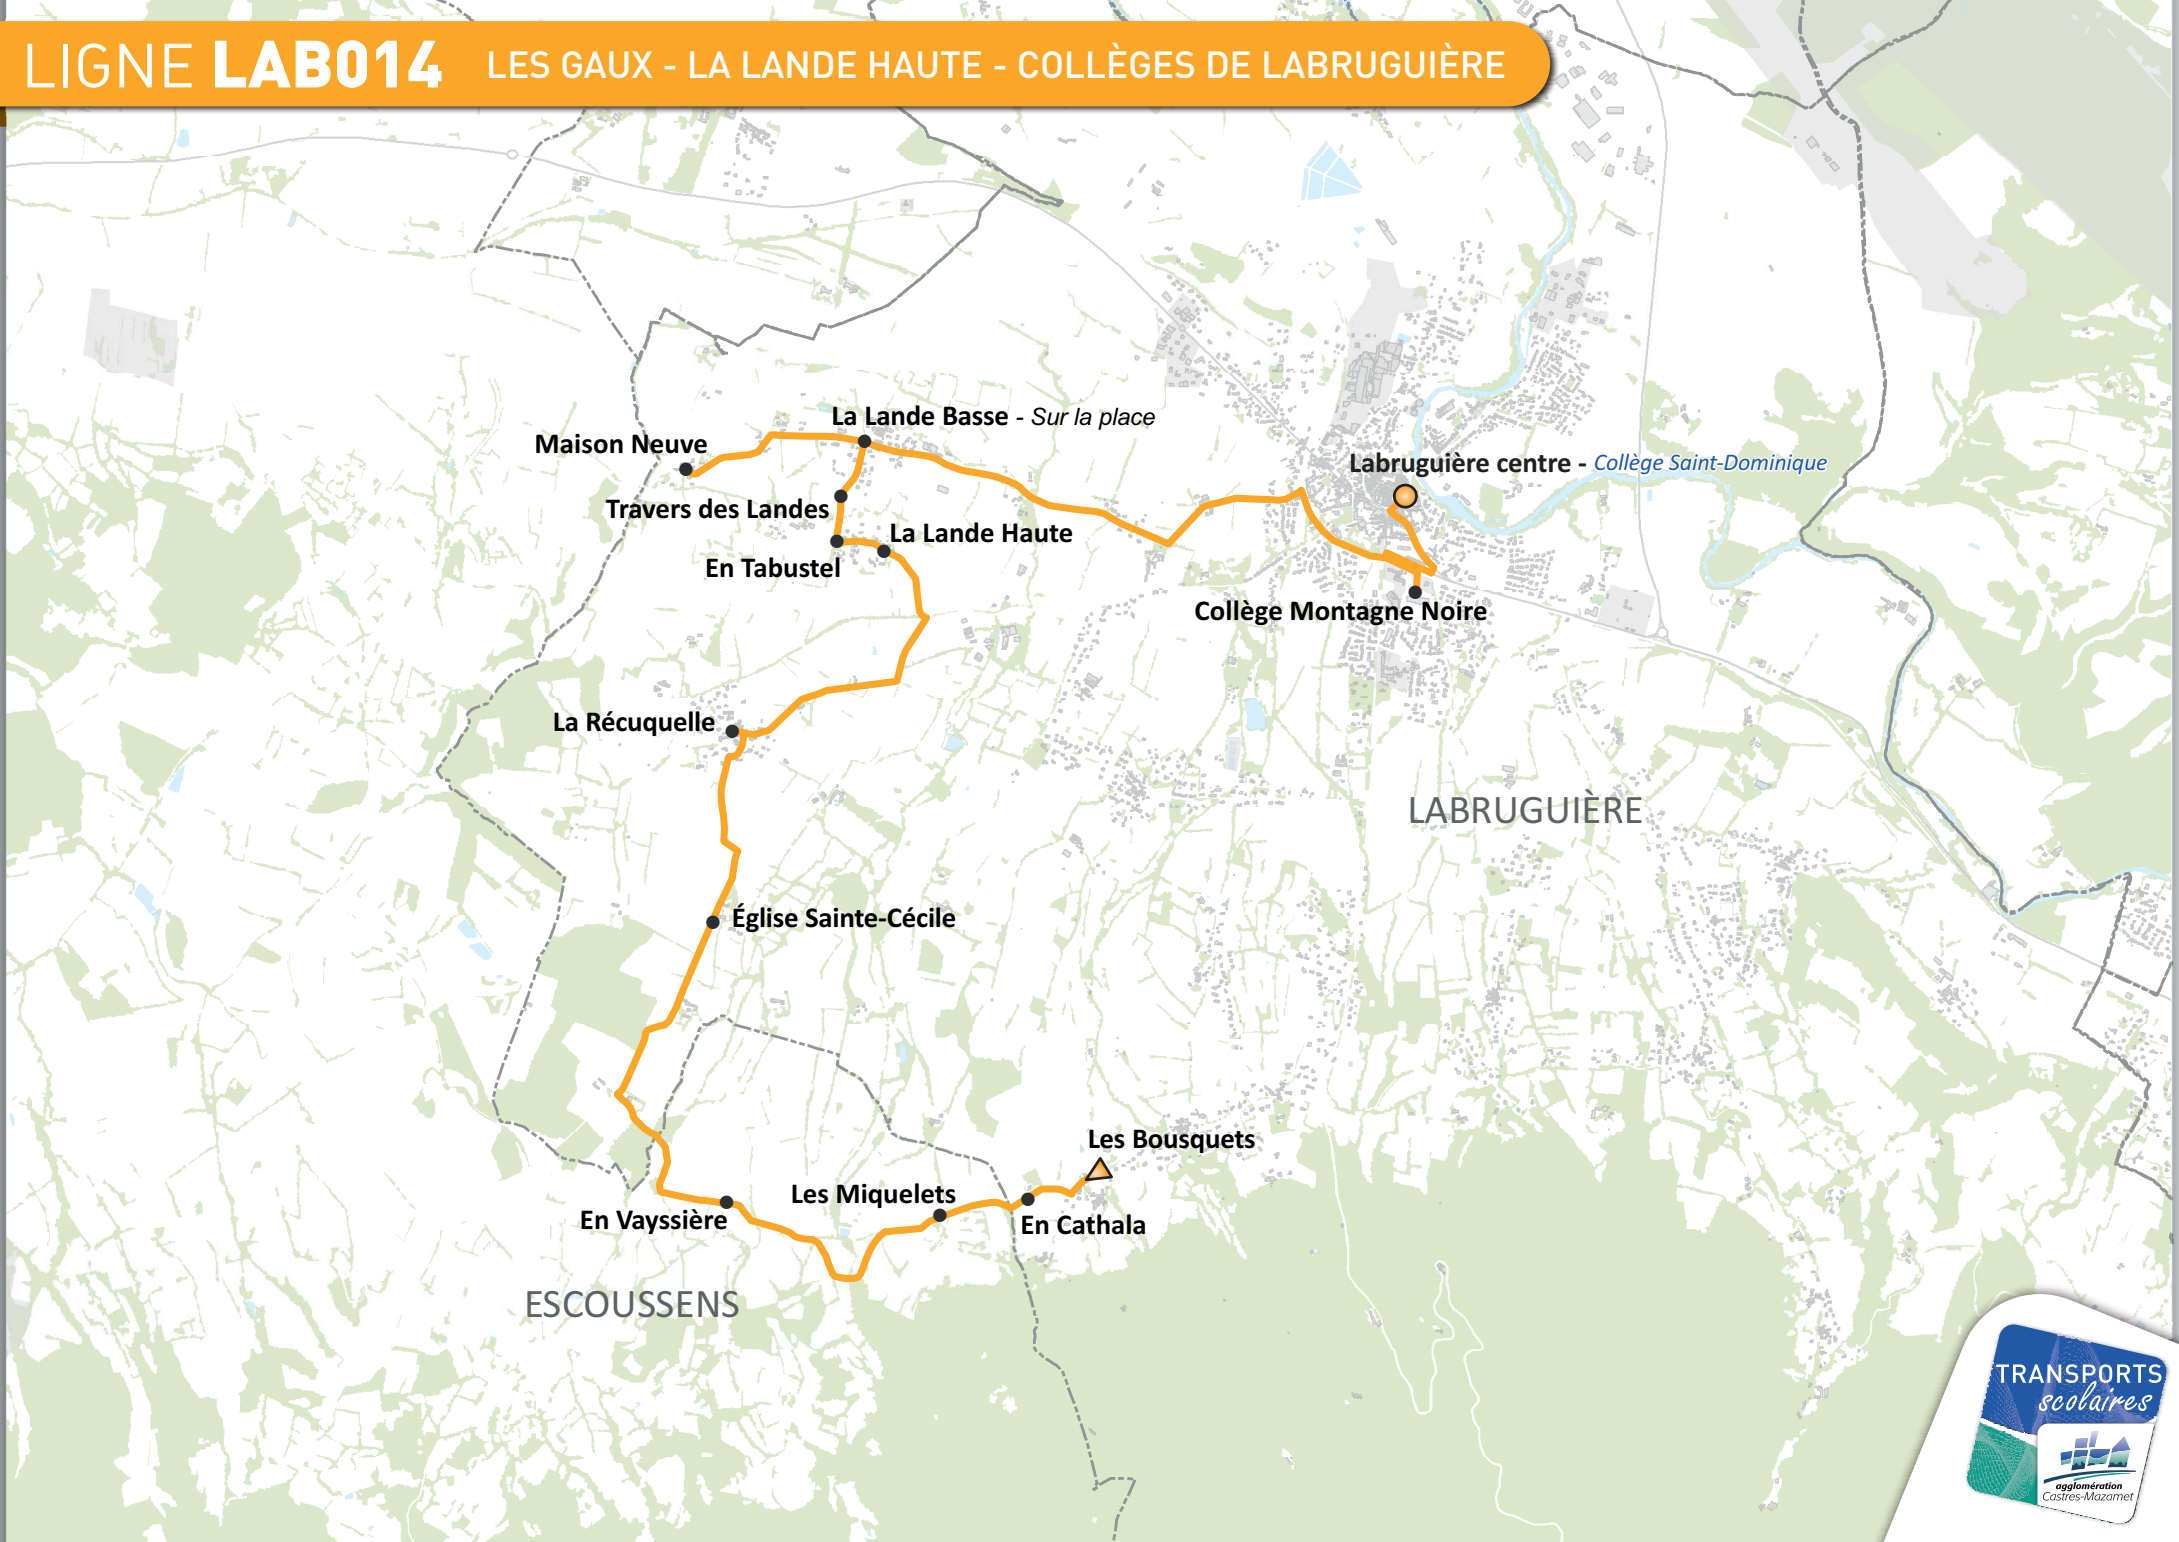 LIGNE LAB014 LES GAUX - LA LANDE HAUTE - COLLÈGES DE LABRUGUIÈRE
La Lande Basse - Sur la place
Maison Neuve
Labruguière centre - Collège Saint-Dominique
Travers des Landes
La Lande Haute
En Tabustel
Collège Montagne Noire
La Récuquelle
LABRUGUIÈRE
Église Sainte-Cécile
Les Bousquets
Les Miquelets
En Vayssière
En Cathala
ESCOUSSENS
TRANSPORTS
scolaires
agglomération
Castres-Mazamet